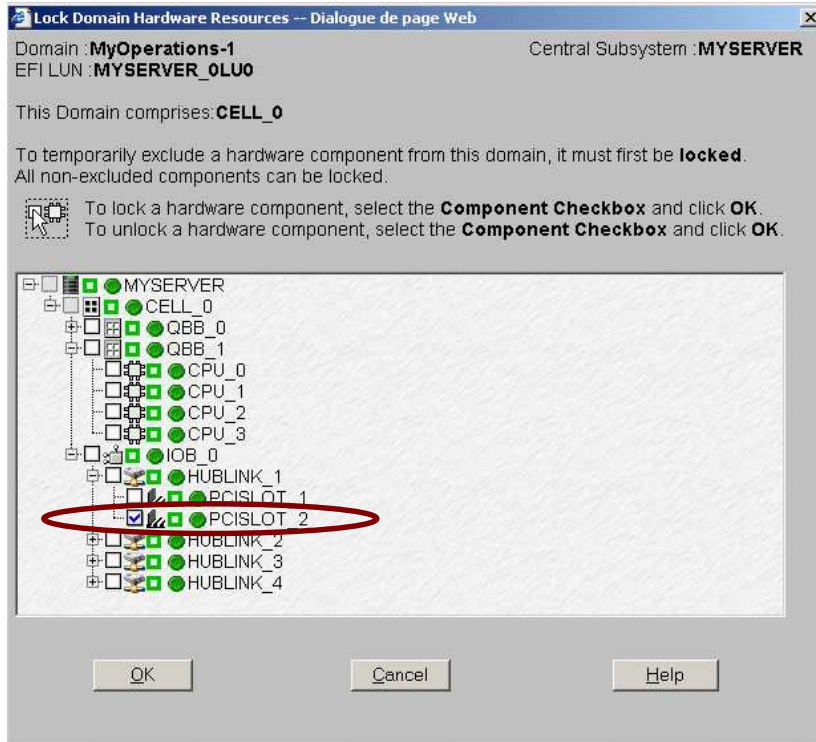 Lock Domain Hardware Resources -- Dialogue de page Web
Domain :MyOperations-1 Central Subsystem :MYSERVER
EFI LUN :MYSERVER_0LU0
This Domain comprises:CELL_0
To temporarily exclude a hardware component from this domain, it must first be locked.
All non-excluded components can be locked.
To lock a hardware component, select the Component Checkbox and click OK.
To unlock a hardware component, select the Component Checkbox and click OK.
MYSERVER
CELL_0
QBB_0
QBB_1
CPU_0
CPU_1
CPU_2
CPU_3
IOB_0
HUBLINK_1
PCISLOT_1
PCISLOT_2
HUBLINK_2
HUBLINK_3
HUBLINK_4
OK Cancel Help